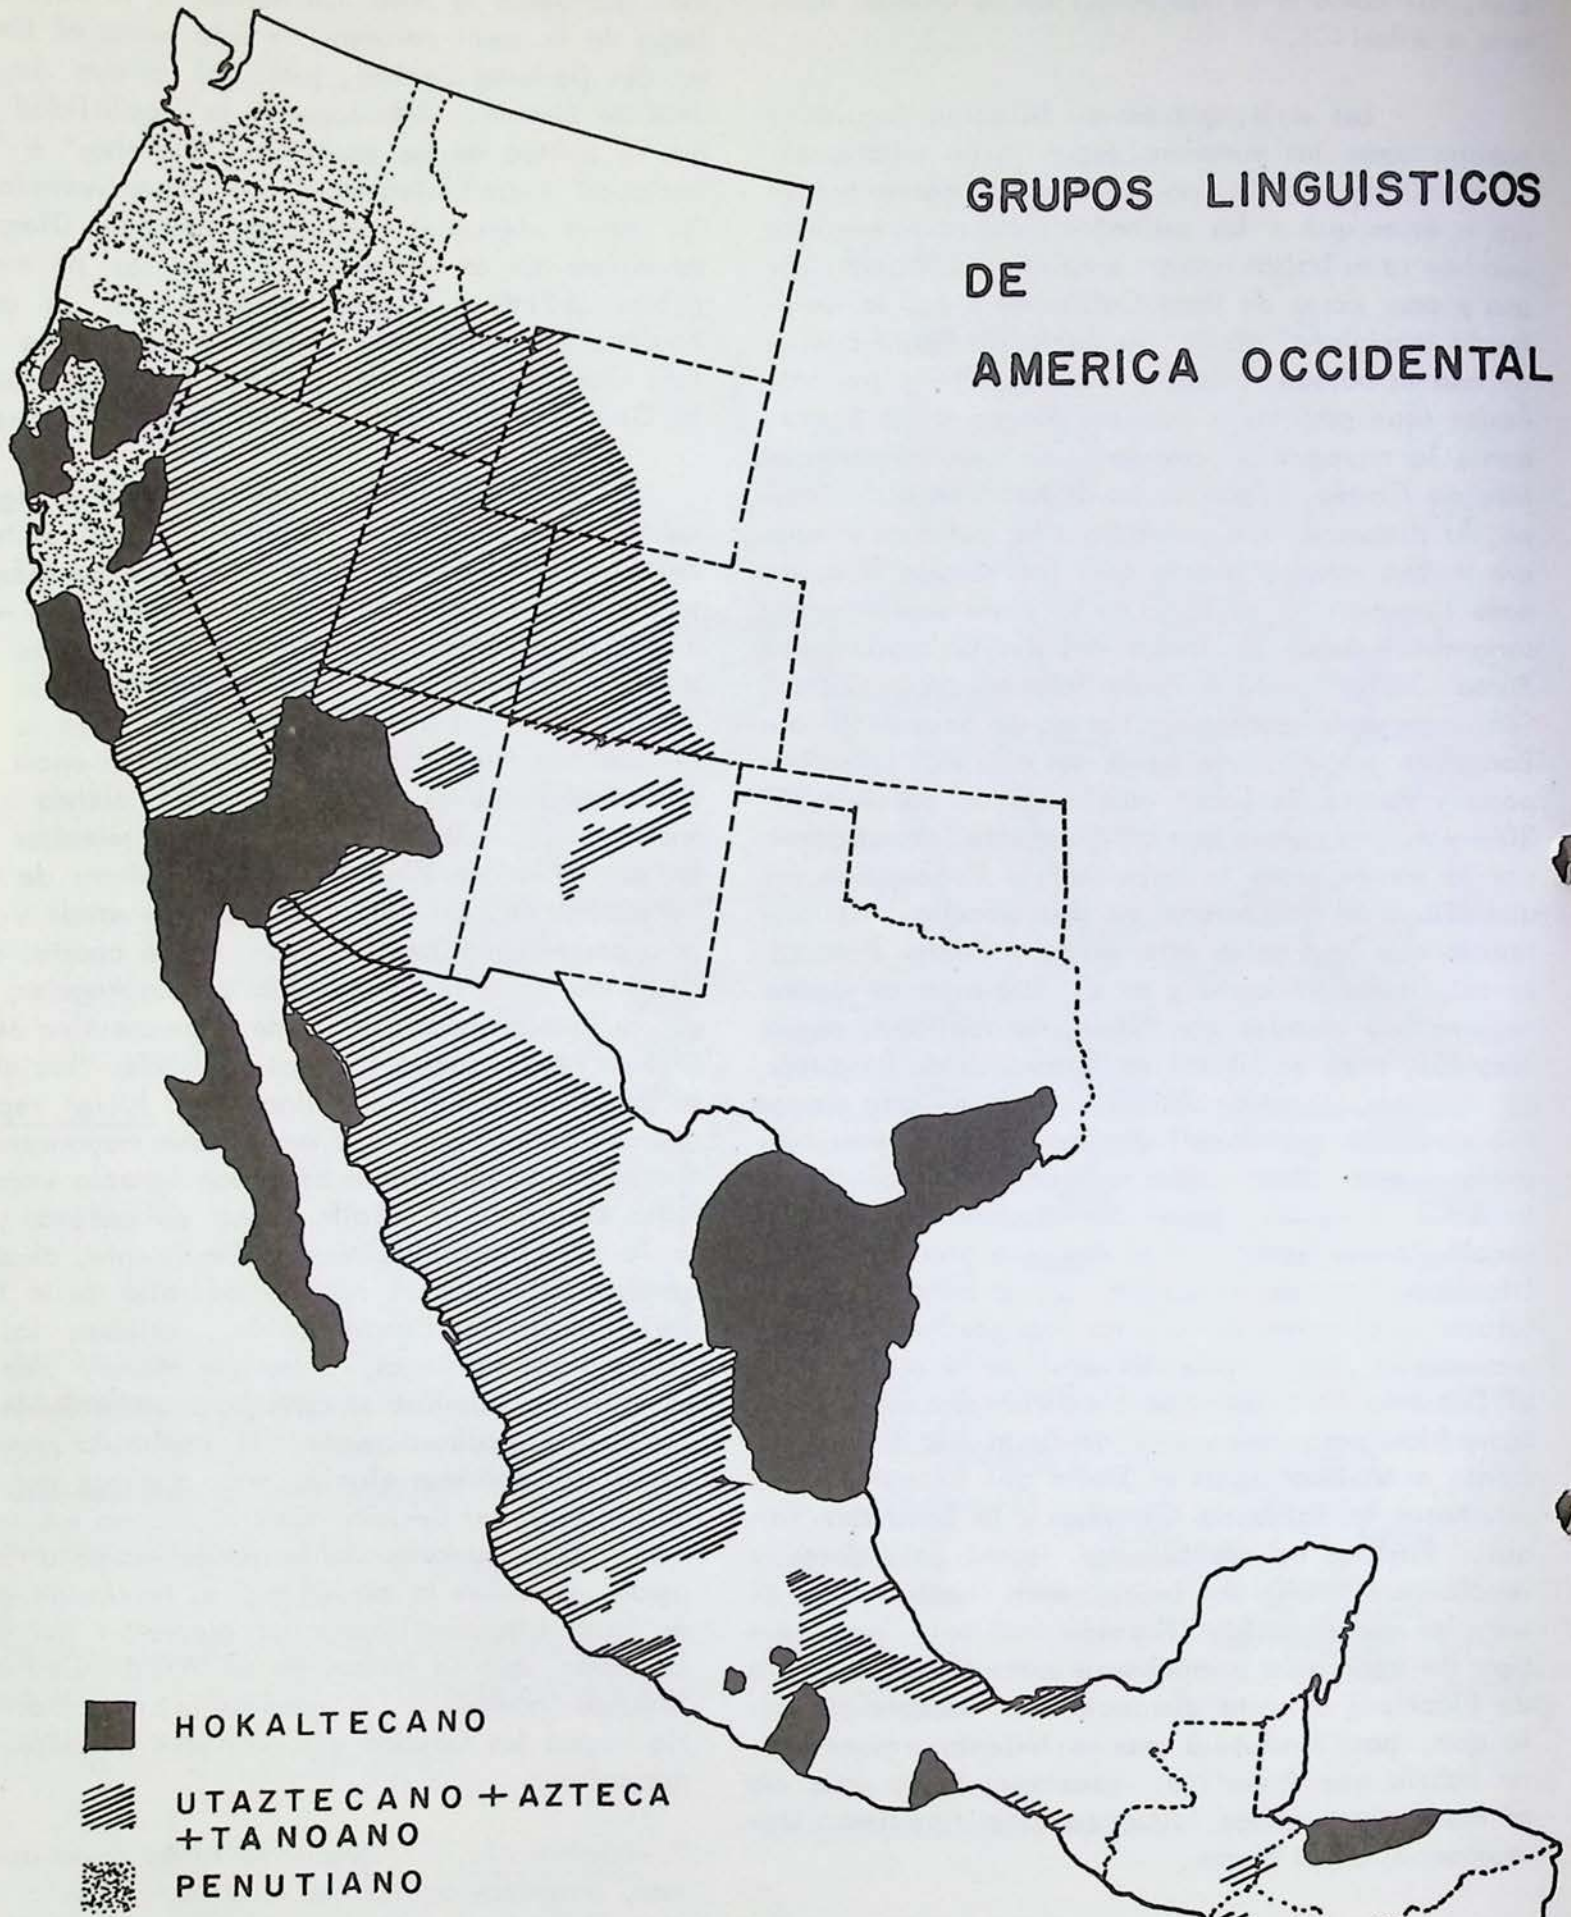 GRUPOS LINGUISTICOS
DE
AMERICA OCCIDENTAL
HOKALTECANO
UTAZTECANO + AZTECA
+ TANOANO
PENUTIANO